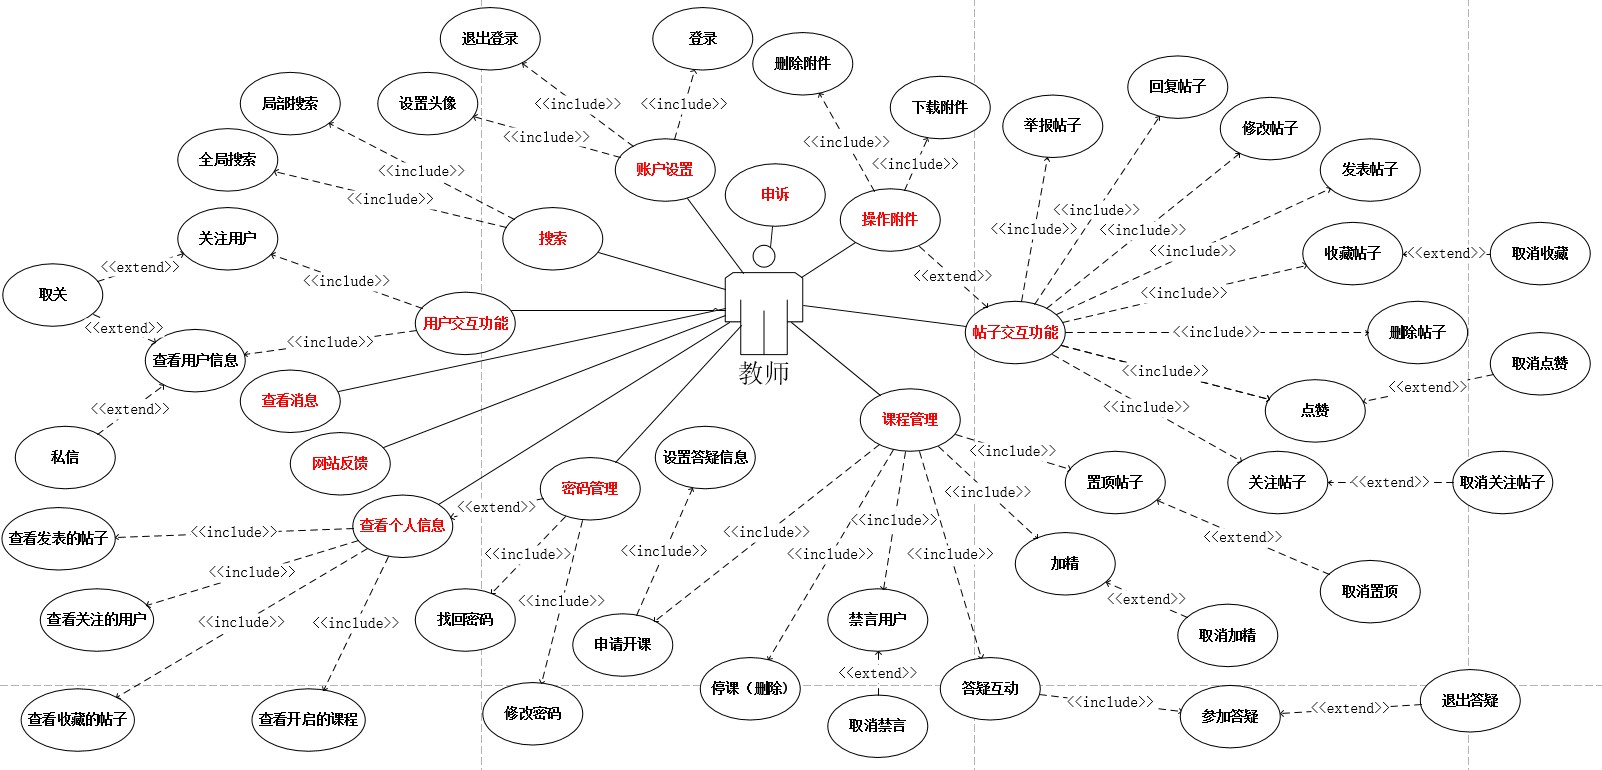 退出登录
登录
<<include>>
<<include>>
设置头像
<<include>>
账户设置
局部搜索
<<include>>
全局搜索
<<include>>
搜索
申诉
删除附件
<<include>>
下载附件
<<include>>
操作附件
<<extend>>
举报帖子
<<include>>
回复帖子
<<include>>
修改帖子
<<include>>
发表帖子
<<include>>
收藏帖子
<<extend>>
取消收藏
<<include>>
帖子交互功能
<<include>>
删除帖子
<<include>>
点赞
<<extend>>
取消点赞
<<include>>
关注帖子
<<extend>>
取消关注帖子
关注用户
<<extend>>
取关
<<include>>
<<extend>>
用户交互功能
<<include>>
查看用户信息
<<extend>>
私信
查看消息
网站反馈
教师
课程管理
<<include>>
置顶帖子
<<extend>>
取消置顶
<<include>>
加精
<<extend>>
取消加精
<<include>>
<<include>>
<<include>>
<<include>>
设置答疑信息
<<include>>
申请开课
停课（删除）
禁言用户
<<extend>>
取消禁言
答疑互动
<<include>>
参加答疑
<<extend>>
退出答疑
密码管理
<<extend>>
<<include>>
找回密码
<<include>>
修改密码
查看个人信息
<<include>>
查看发表的帖子
<<include>>
查看关注的用户
<<include>>
查看收藏的帖子
<<include>>
查看开启的课程